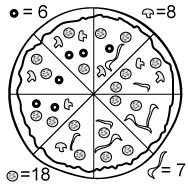 = 6
=8
=18
= 7